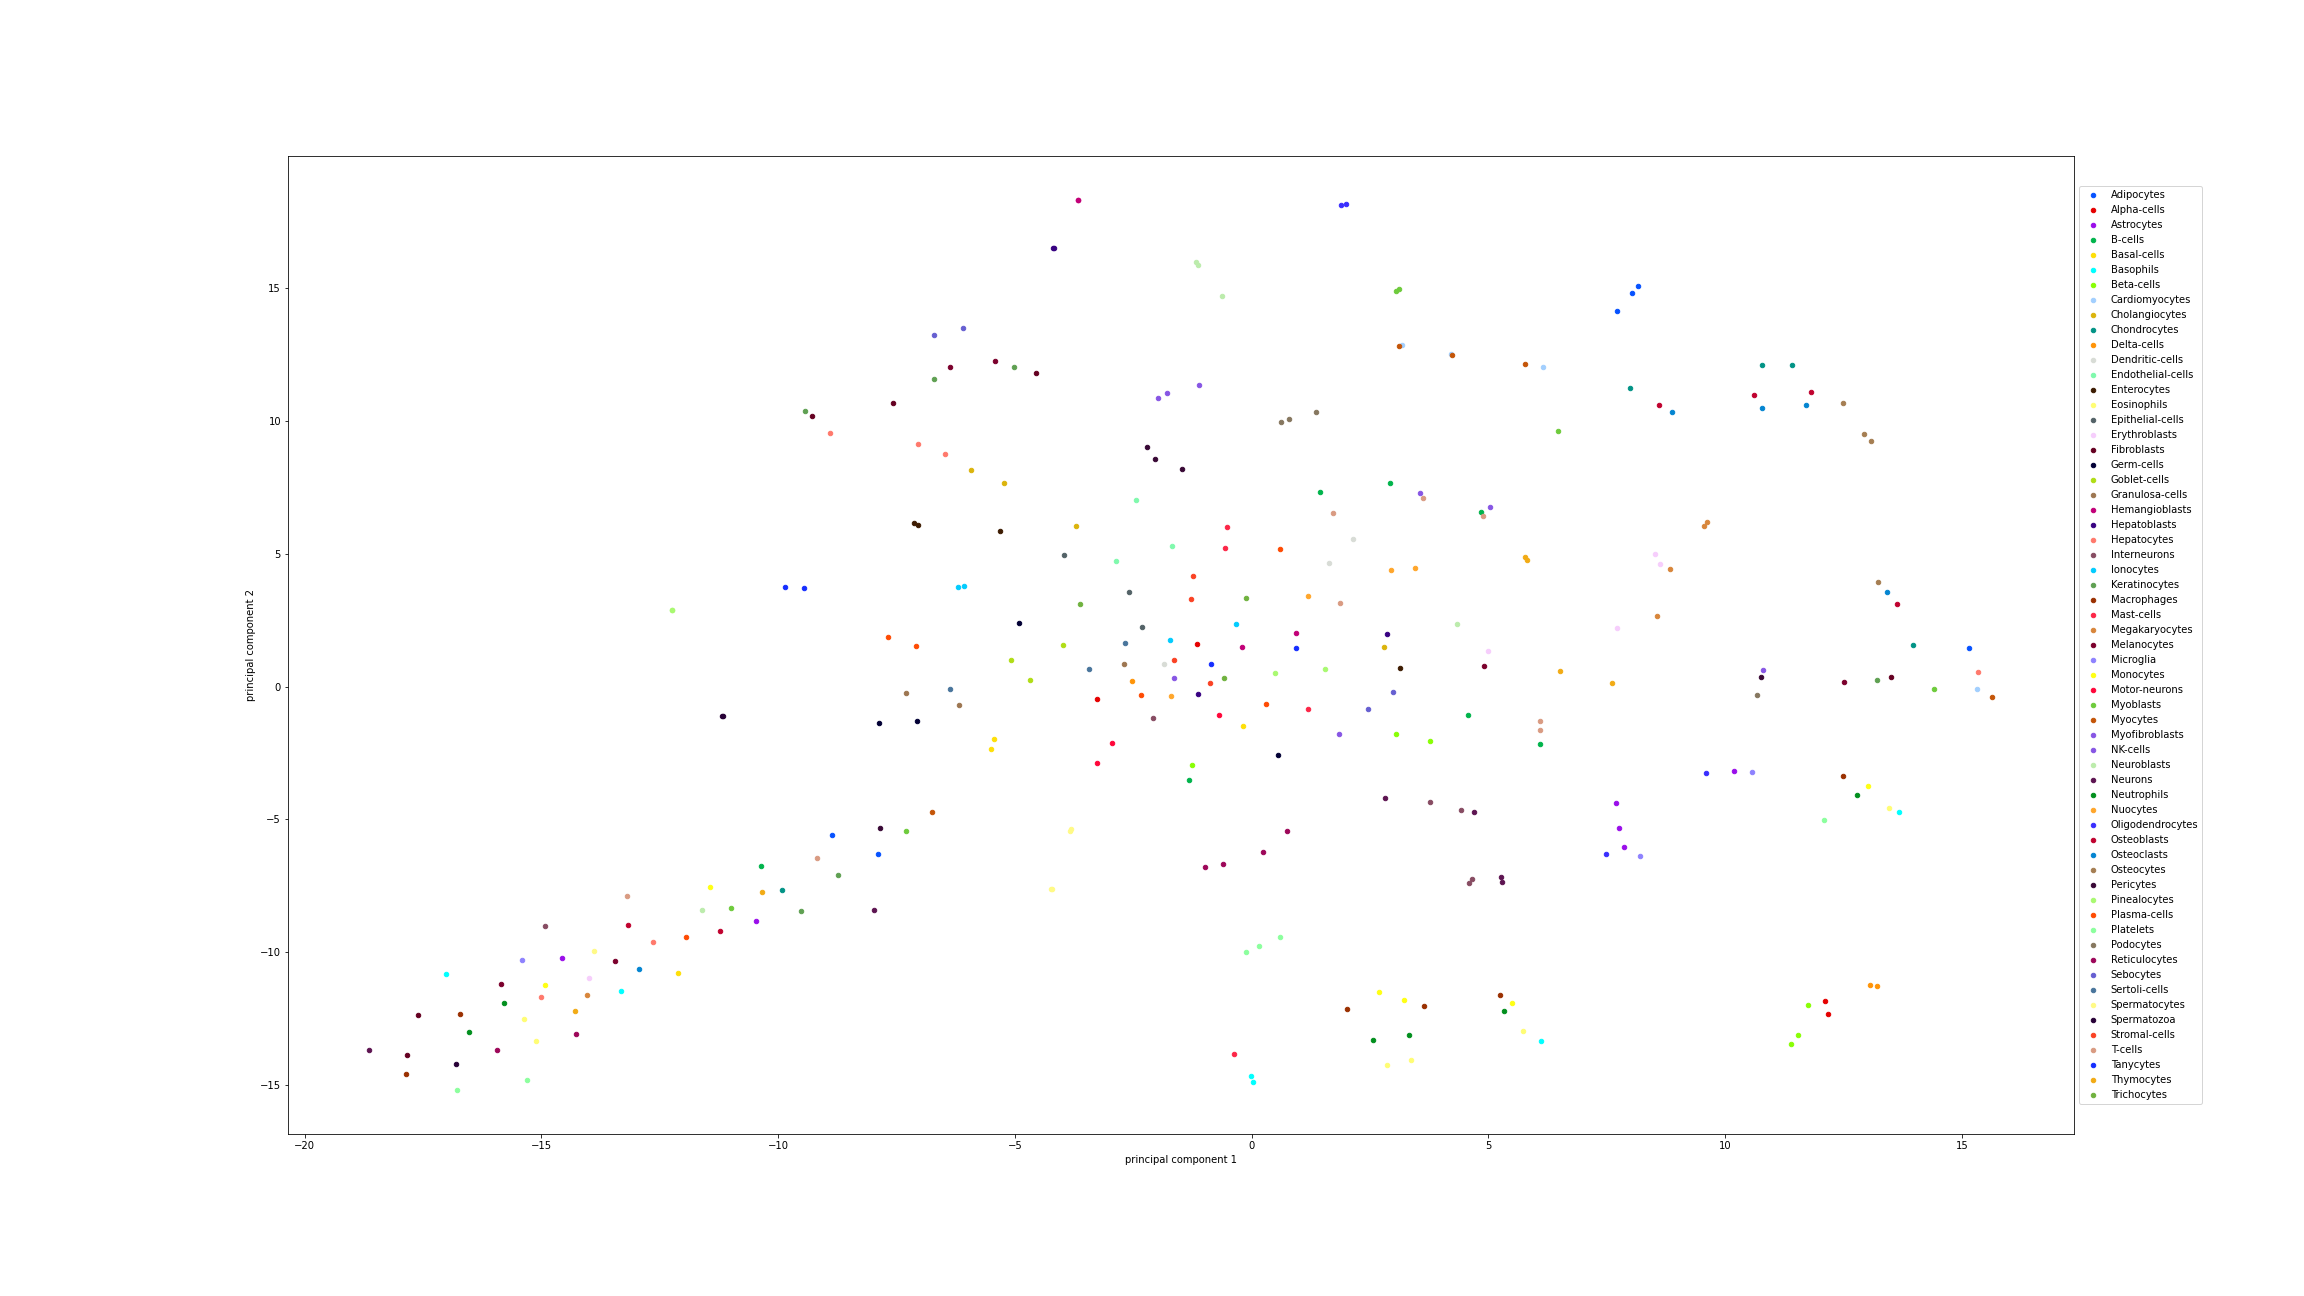 15
10
5
0
−5
−10
−15
principal component 2
−20
−15
−10
−5
0
5
10
15
principal component 1
Adipocytes
Alpha-cells
Astrocytes
B-cells
Basal-cells
Basophils
Beta-cells
Cardiomyocytes
Cholangiocytes
Chondrocytes
Delta-cells
Dendritic-cells
Endothelial-cells
Enterocytes
Eosinophils
Epithelial-cells
Erythroblasts
Fibroblasts
Germ-cells
Goblet-cells
Granulosa-cells
Hemangioblasts
Hepatoblasts
Hepatocytes
Interneurons
Ionocytes
Keratinocytes
Macrophages
Mast-cells
Megakaryocytes
Melanocytes
Microglia
Monocytes
Motor-neurons
Myoblasts
Myocytes
Myofibroblasts
NK-cells
Neuroblasts
Neurons
Neutrophils
Nuocytes
Oligodendrocytes
Osteoblasts
Osteoclasts
Osteocytes
Pericytes
Pinealocytes
Plasma-cells
Platelets
Podocytes
Reticulocytes
Sebocytes
Sertoli-cells
Spermatocytes
Spermatozoa
Stromal-cells
T-cells
Tanycytes
Thymocytes
Trichocytes